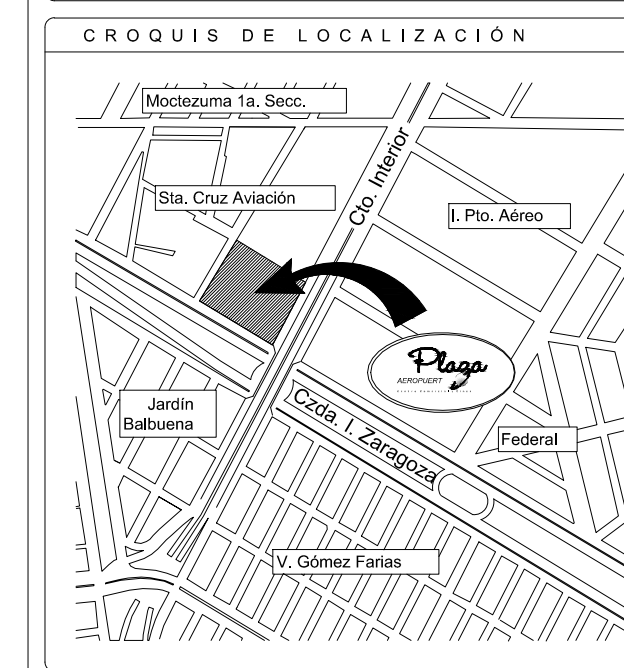 CROQUIS DE LOCALIZACIÓN
Moctezuma 1a. Secc.
Cto. Interior
Sta. Cruz Aviación
I. Pto. Aéreo
Plaza
AEROPUERT
Jardín
Balbuena
Czda. I. Zaragoza
Federal
V. Gómez Farias